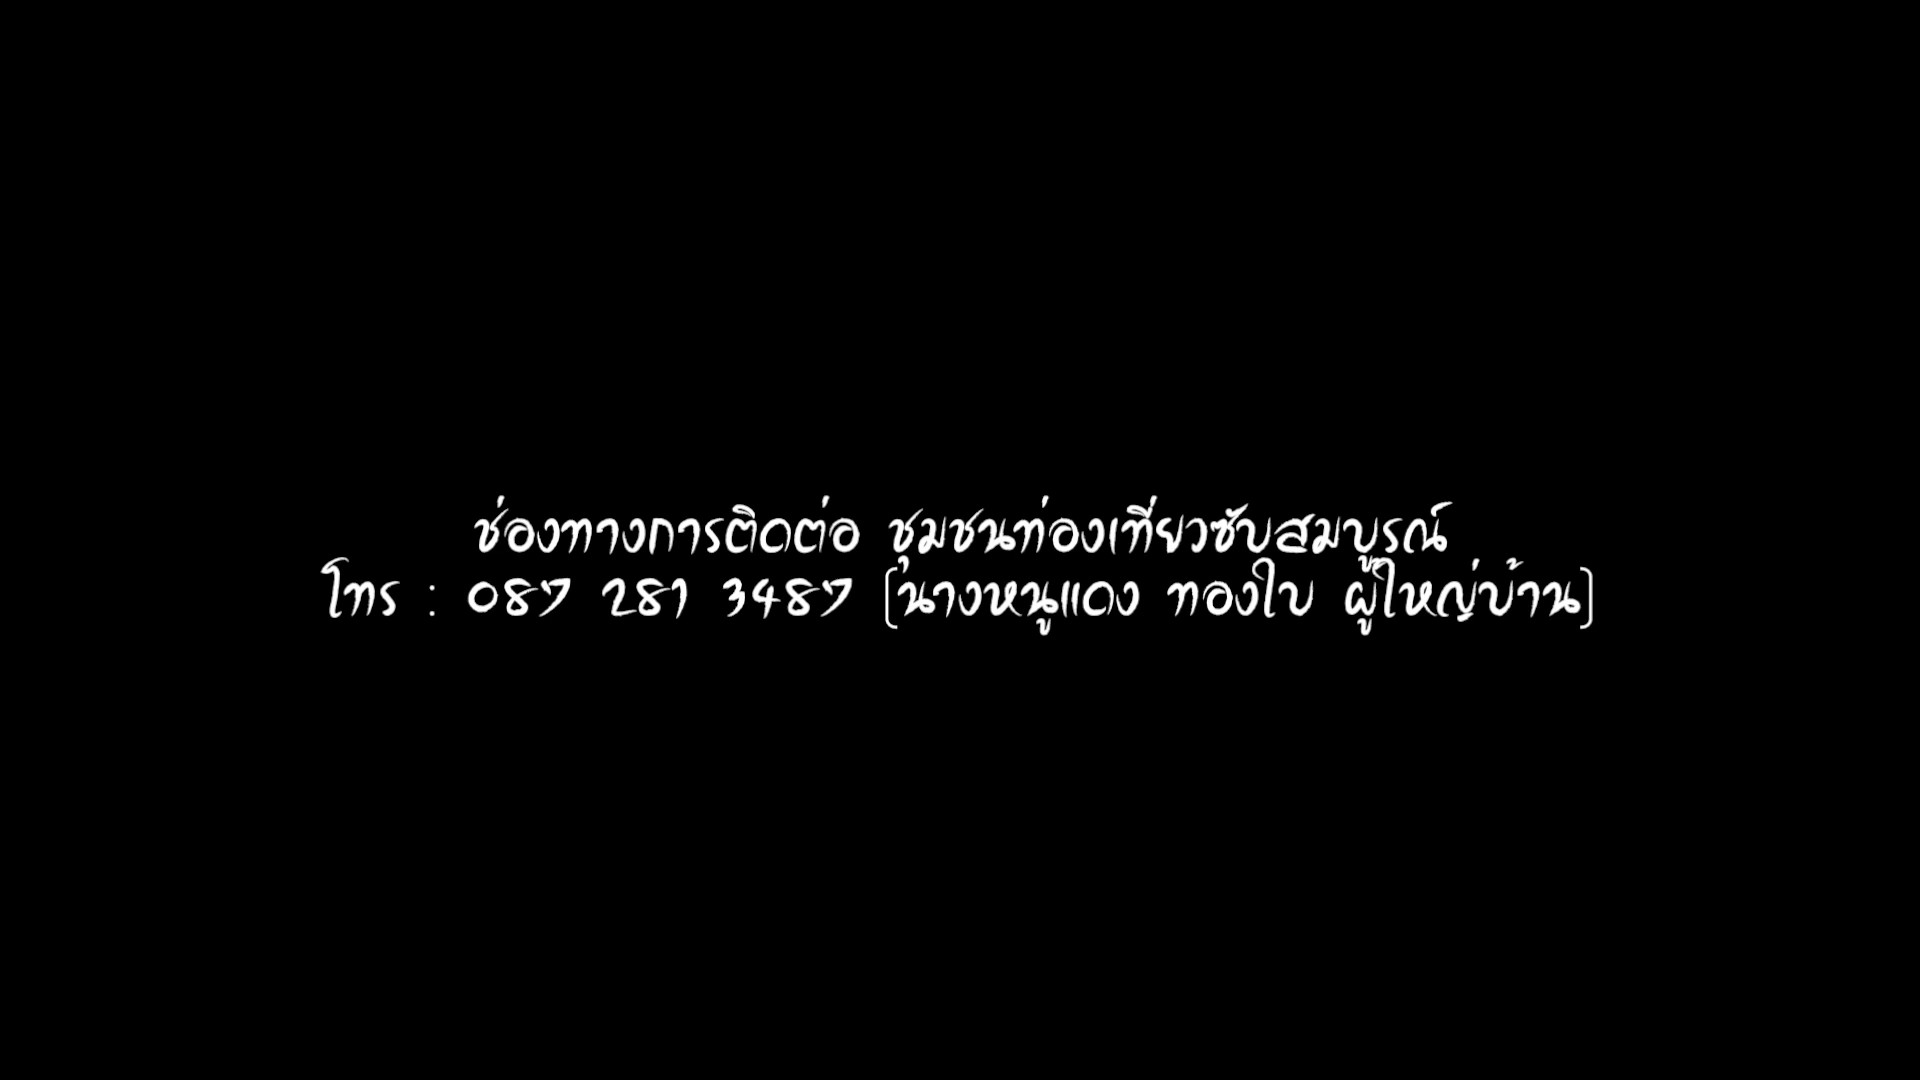 ช่องทางการติดต่อ ชุมชนท่องเที่ยวซับสมบูรณ์
โทร : 087 281 3487 (นางหนูแดง ทองใบ ผู้ใหญ่บ้าน)